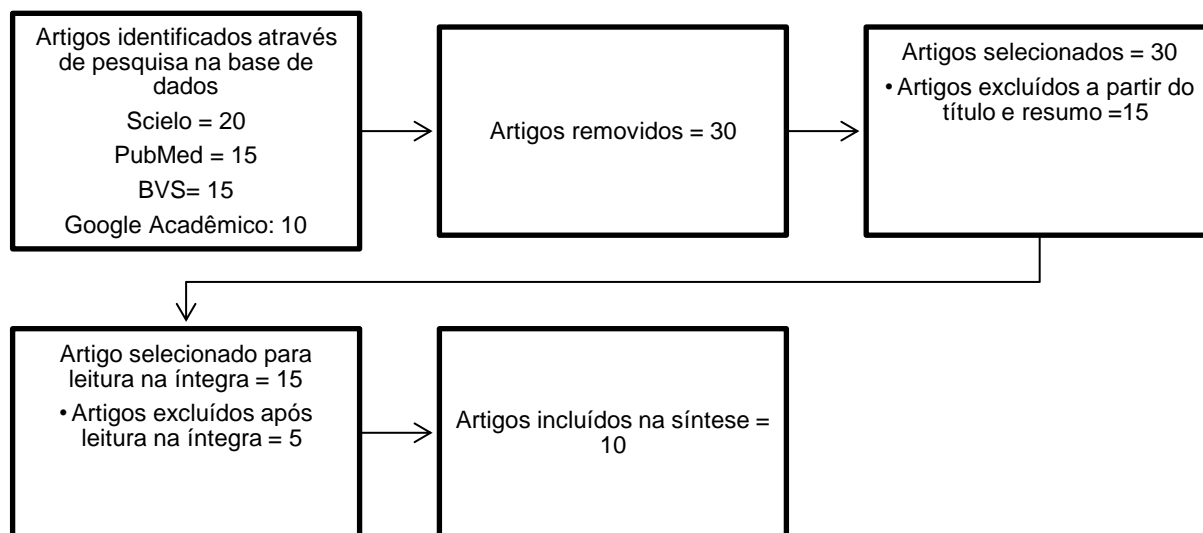 Artigos identificados através
de pesquisa na base de
dados
Scielo = 20
PubMed = 15
BVS= 15
Google Acadêmico: 10
Artigos removidos = 30
Artigos selecionados = 30
• Artigos excluídos a partir do
título e resumo =15
Artigo selecionado para
leitura na íntegra = 15
• Artigos excluídos após
leitura na íntegra = 5
Artigos incluídos na síntese =
10